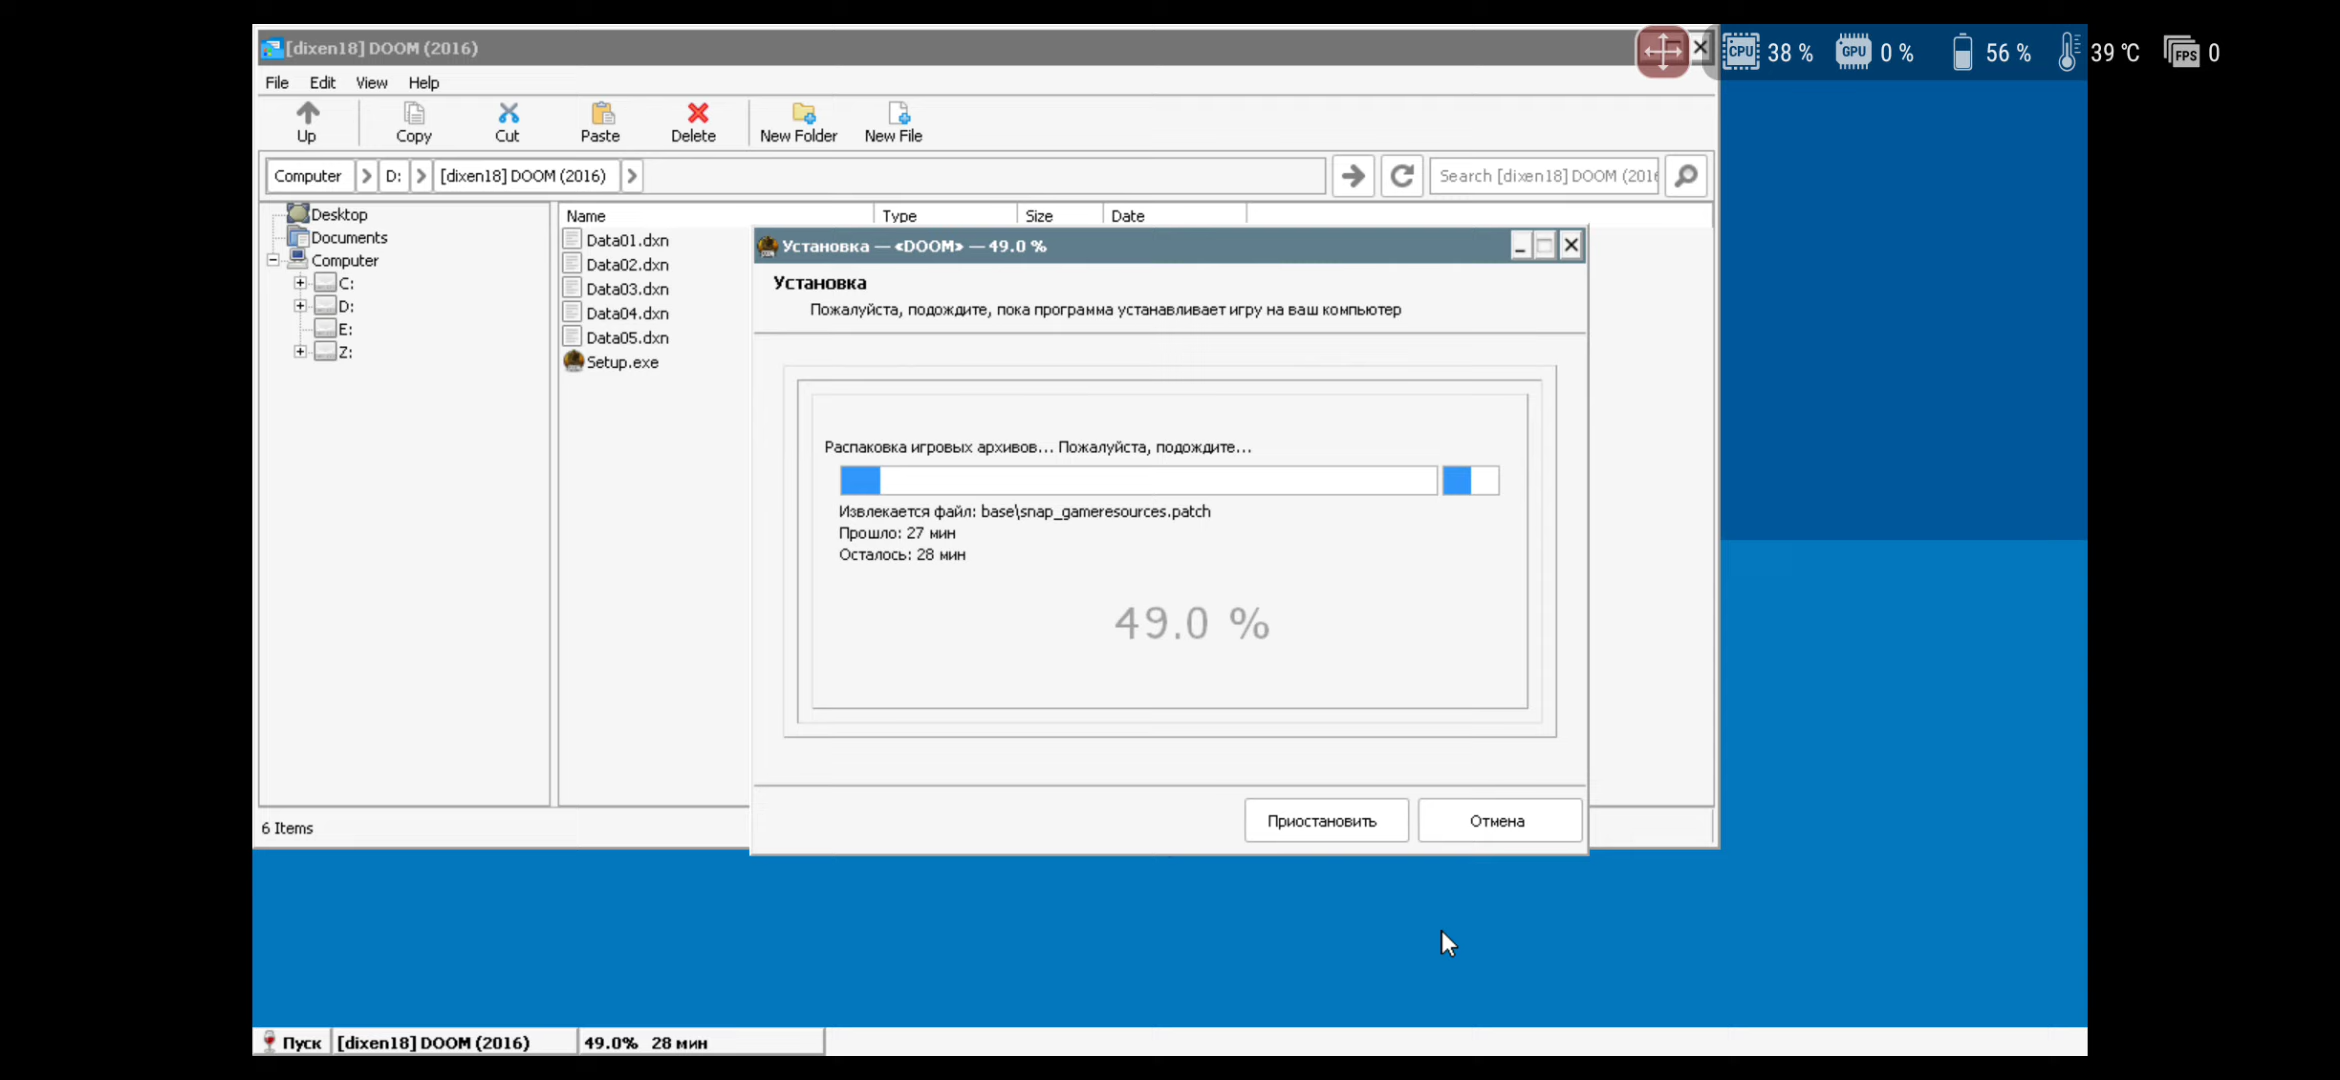 [dixen18] DOOM (2016)
CPU 38 % GPU 0 % 56 % 39 °C FPS 0
File Edit View Help
Up Copy Cut Paste Delete New Folder New File
Computer D: [dixen18] DOOM (2016) Search [dixen18] DOOM (2016
Desktop
Documents
Computer
C:
D:
E:
Z:
Name Type Size Date
Data01.dxn
Data02.dxn
Data03.dxn
Data04.dxn
Data05.dxn
Setup.exe
Установка — «DOOM» — 49.0 %
Установка
Пожалуйста, подождите, пока программа устанавливает игру на ваш компьютер
Распаковка игровых архивов... Пожалуйста, подождите...
Извлекается файл: base\snap_gameresources.patch
Прошло: 27 мин
Осталось: 28 мин
49.0 %
Приостановить Отмена
6 Items
Пуск [dixen18] DOOM (2016) 49.0% 28 мин